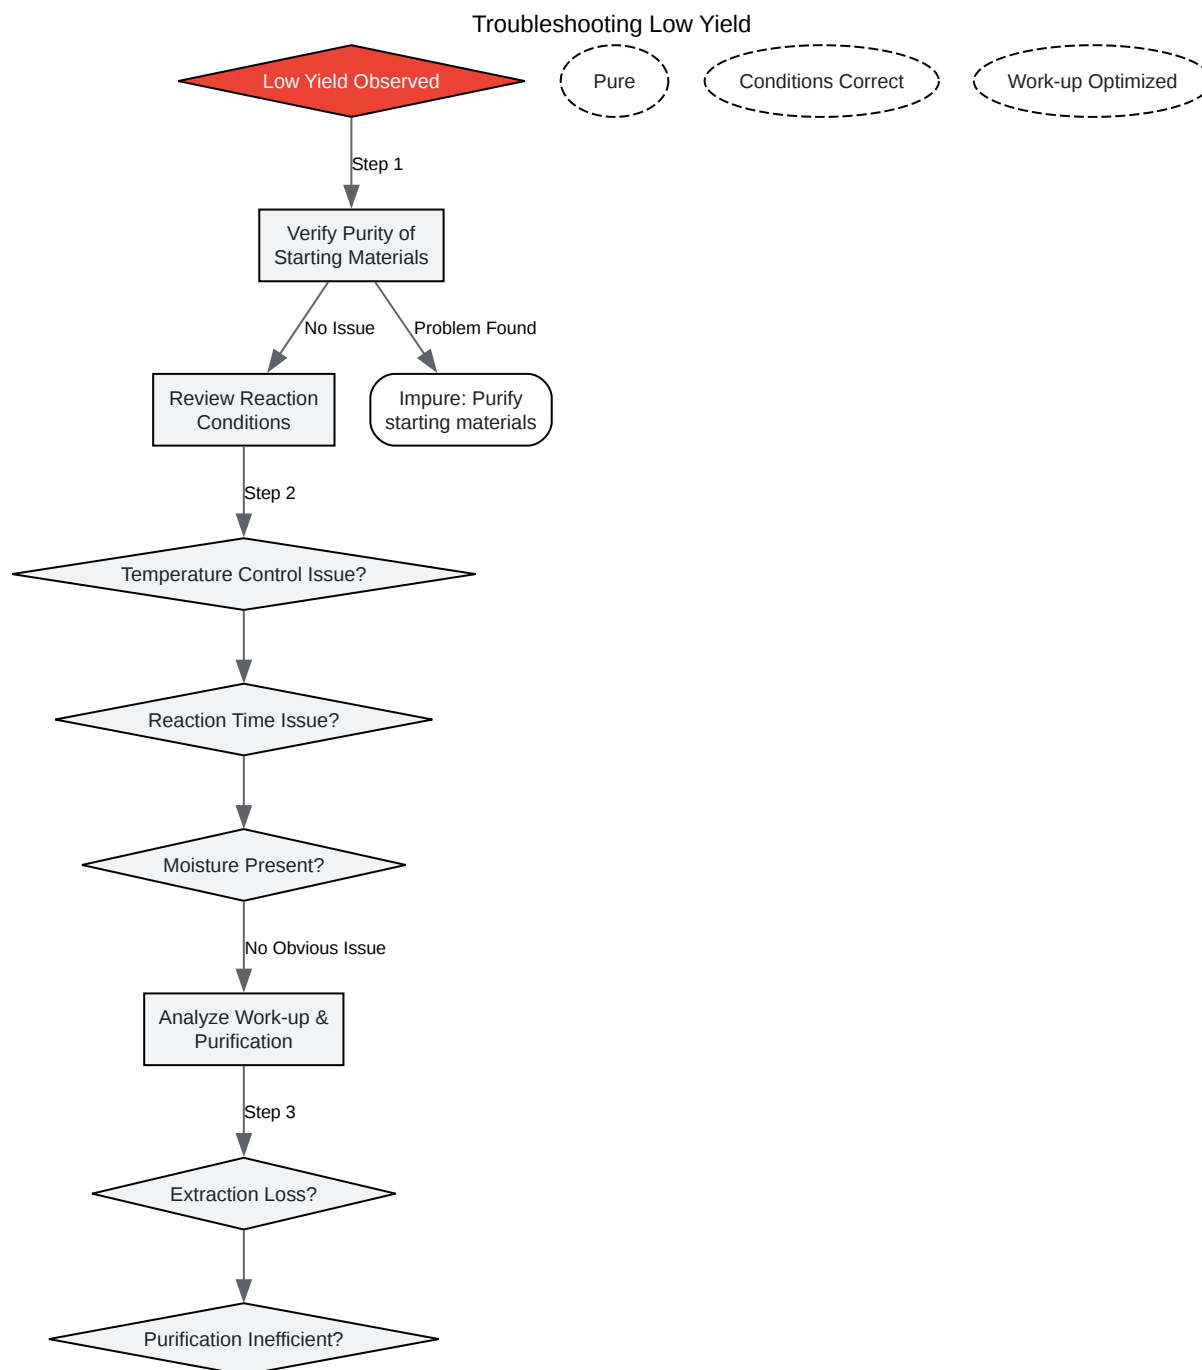 Troubleshooting Low Yield
Low Yield Observed
Pure
Conditions Correct
Work-up Optimized
Step 1
Verify Purity of
Starting Materials
No Issue
Problem Found
Review Reaction
Conditions
Impure: Purify
starting materials
Step 2
Temperature Control Issue?
Reaction Time Issue?
Moisture Present?
No Obvious Issue
Analyze Work-up &
Purification
Step 3
Extraction Loss?
Purification Inefficient?